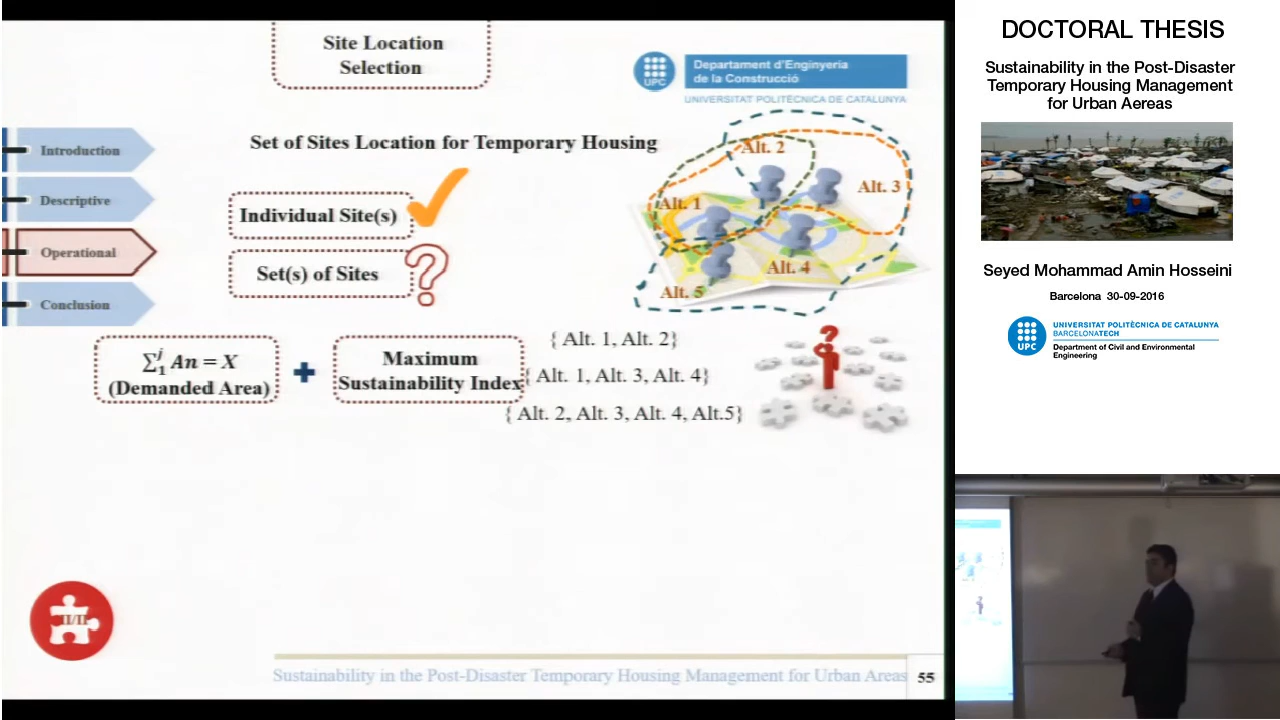 Site Location
Selection
UPC
Departament d'Enginyeria
de la Construcció
UNIVERSITAT POLITÈCNICA DE CATALUNYA
Introduction
Descriptive
Operational
Conclusion
Set of Sites Location for Temporary Housing
Individual Site(s)
Set(s) of Sites
?
Alt. 2
Alt. 3
Alt. 1
Alt. 4
Alt. 5
∑₁ʲ An = X
(Demanded Area)
+
Maximum
Sustainability Index
{ Alt. 1, Alt. 2}
{ Alt. 1, Alt. 3, Alt. 4}
{ Alt. 2, Alt. 3, Alt. 4, Alt.5}
?
II/II
Sustainability in the Post-Disaster Temporary Housing Management for Urban Areas
55
DOCTORAL THESIS
Sustainability in the Post-Disaster
Temporary Housing Management
for Urban Aereas
Seyed Mohammad Amin Hosseini
Barcelona 30-09-2016
UPC
UNIVERSITAT POLITÈCNICA DE CATALUNYA
BARCELONATECH
Department of Civil and Environmental
Engineering